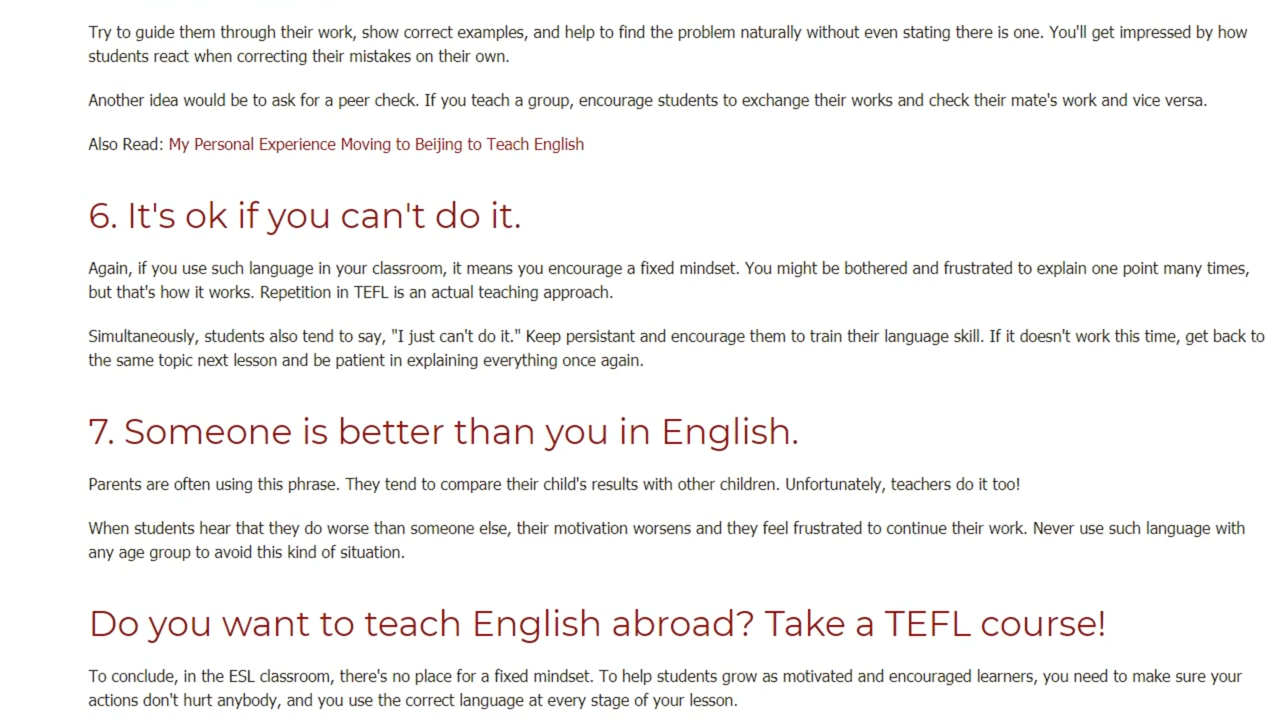 Try to guide them through their work, show correct examples, and help to find the problem naturally without even stating there is one. You'll get impressed by how
students react when correcting their mistakes on their own.
Another idea would be to ask for a peer check. If you teach a group, encourage students to exchange their works and check their mate's work and vice versa.
Also Read: My Personal Experience Moving to Beijing to Teach English
6. It's ok if you can't do it.
Again, if you use such language in your classroom, it means you encourage a fixed mindset. You might be bothered and frustrated to explain one point many times,
but that's how it works. Repetition in TEFL is an actual teaching approach.
Simultaneously, students also tend to say, "I just can't do it." Keep persistant and encourage them to train their language skill. If it doesn't work this time, get back to
the same topic next lesson and be patient in explaining everything once again.
7. Someone is better than you in English.
Parents are often using this phrase. They tend to compare their child's results with other children. Unfortunately, teachers do it too!
When students hear that they do worse than someone else, their motivation worsens and they feel frustrated to continue their work. Never use such language with
any age group to avoid this kind of situation.
Do you want to teach English abroad? Take a TEFL course!
To conclude, in the ESL classroom, there's no place for a fixed mindset. To help students grow as motivated and encouraged learners, you need to make sure your
actions don't hurt anybody, and you use the correct language at every stage of your lesson.